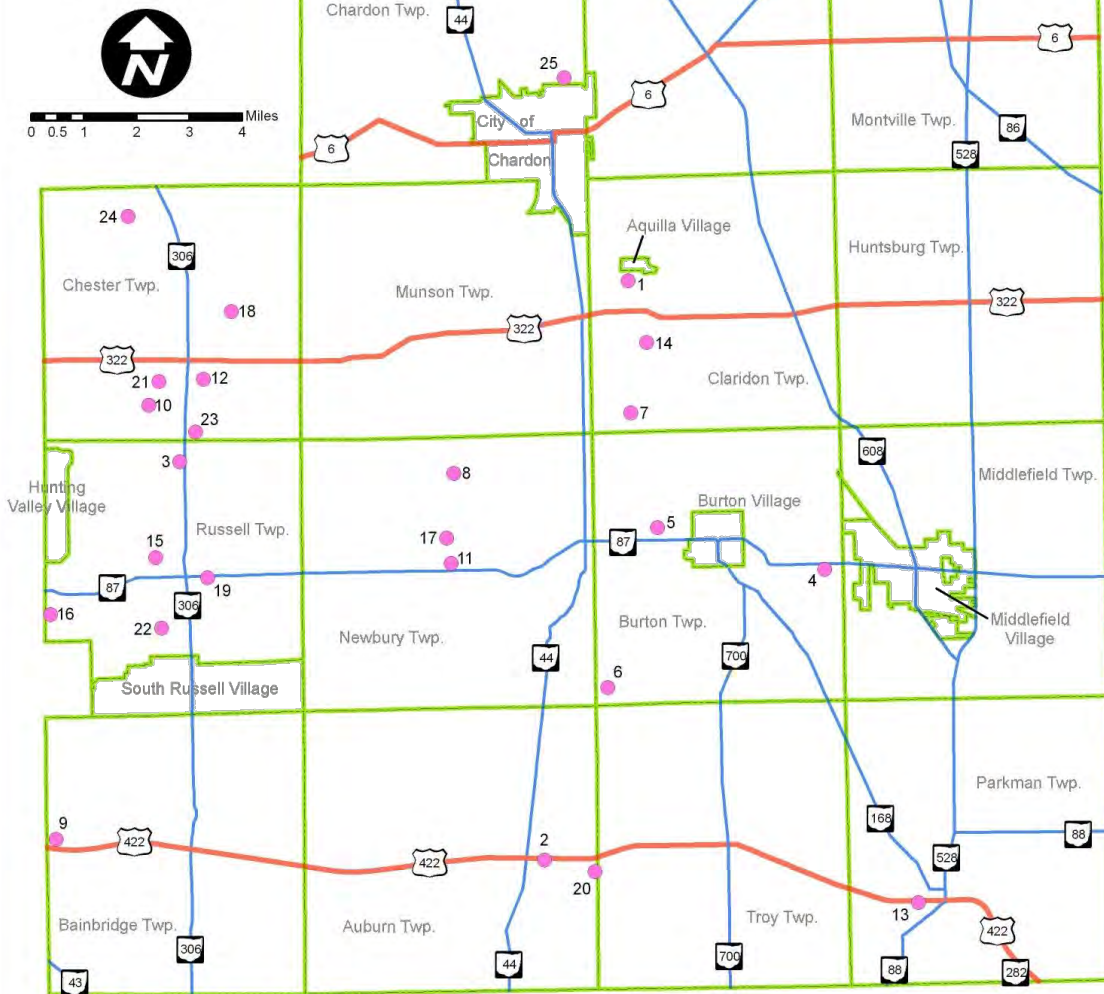 Chardon Twp.
44
N
25
6
6
Miles
0 0.5 1 2 3 4
City of
Chardon
6
Montville Twp.
86
528
24
306
Aquilla Village
Huntsburg Twp.
Chester Twp.
Munson Twp.
1
18
322
322
322
14
21
12
Claridon Twp.
10
7
23
3
608
8
Middlefield Twp.
Hunting
Valley Village
Burton Village
Russell Twp.
5
17
87
15
11
4
87
19
306
16
22
Newbury Twp.
Burton Twp.
Middlefield
Village
44
700
South Russell Village
6
Parkman Twp.
168
9
422
422
2
88
528
20
13
Bainbridge Twp.
Auburn Twp.
Troy Twp.
422
306
44
700
88
282
43